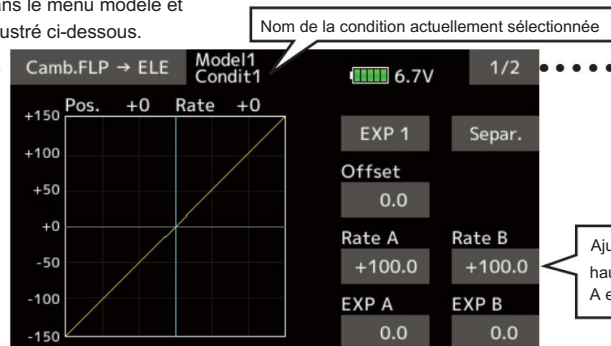 ans le menu modèle et
ustré ci-dessous.
Nom de la condition actuellement sélectionnée
Camb.FLP → ELE
Model1
Condit1
6.7V
1/2
Pos. +0 Rate +0
+150
+100
+50
+0
-50
-100
-150
EXP 1
Separ.
Offset
0.0
Rate A
Rate B
+100.0
+100.0
EXP A
EXP B
0.0
0.0
Aju
hau
A e